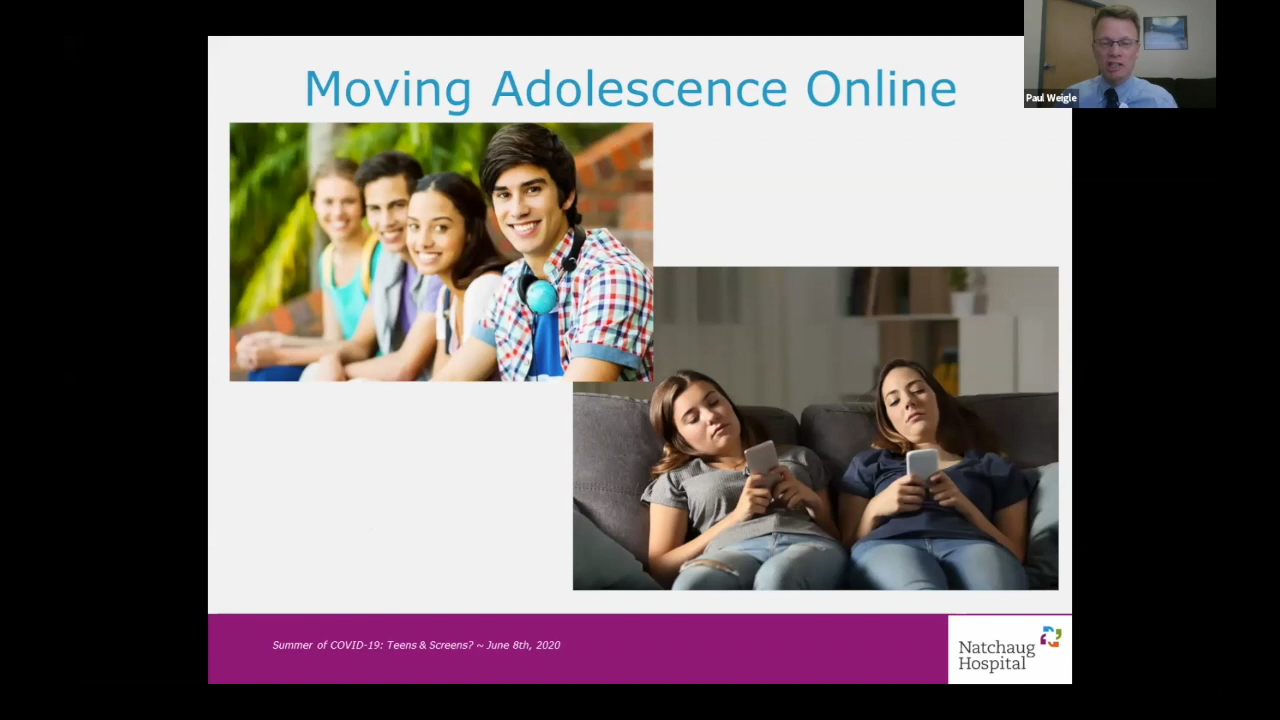 Moving Adolescence Online
Paul Weigle
Summer of COVID-19: Teens & Screens? ~ June 8th, 2020
Natchaug
Hospital